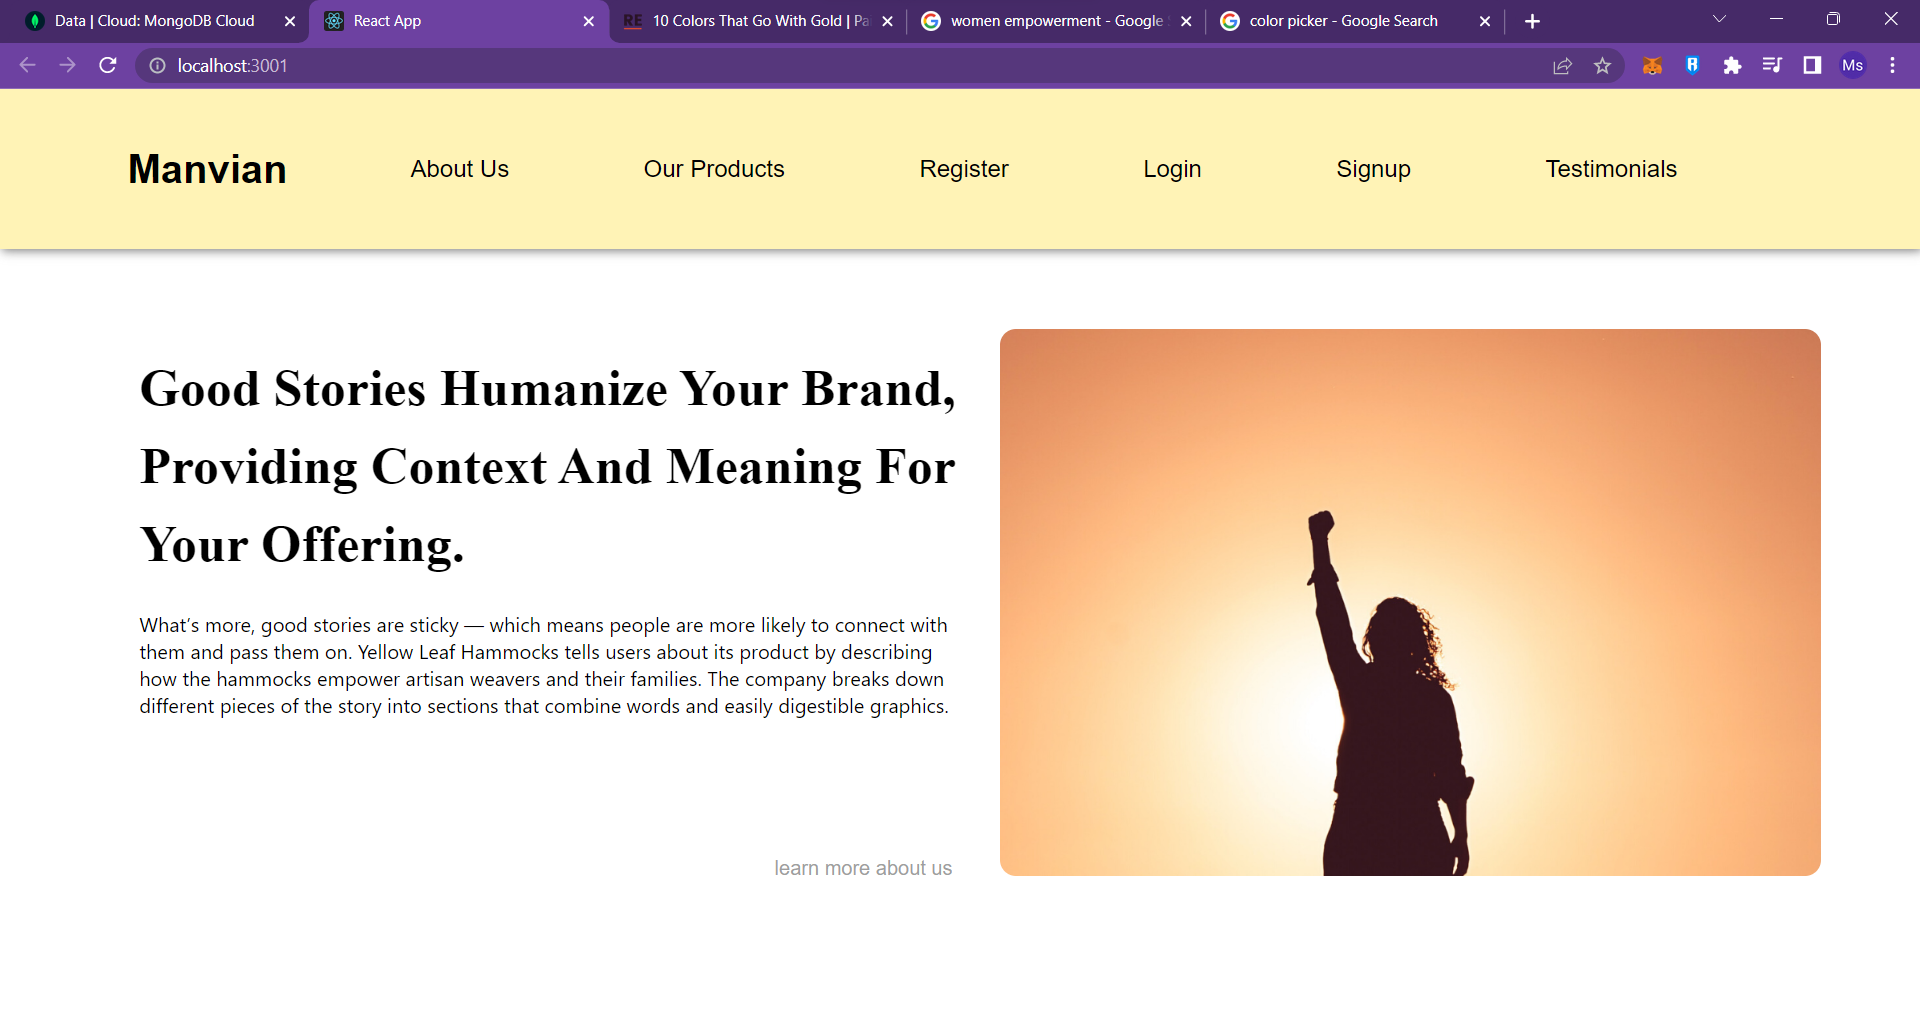 Data | Cloud: MongoDB Cloud
React App
RE 10 Colors That Go With Gold | Pa
women empowerment - Google
color picker - Google Search
localhost:3001
Ms
Manvian
About Us
Our Products
Register
Login
Signup
Testimonials
Good Stories Humanize Your Brand,
Providing Context And Meaning For
Your Offering.
What's more, good stories are sticky — which means people are more likely to connect with
them and pass them on. Yellow Leaf Hammocks tells users about its product by describing
how the hammocks empower artisan weavers and their families. The company breaks down
different pieces of the story into sections that combine words and easily digestible graphics.
learn more about us